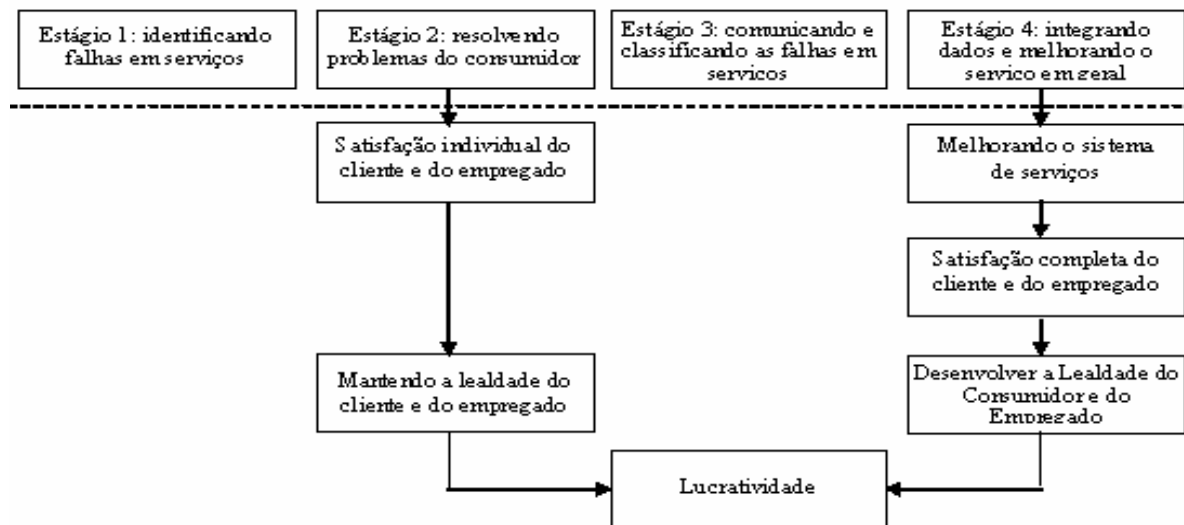 Estágio 1: identificando
falhas em serviços
Estágio 2: resolvendo
problemas do consumidor
Estágio 3: comunicando e
classificando as falhas em
servicos
Estágio 4: integrando
dados e melhorando o
servico em geral
Satisfação individual do
cliente e do empregado
Melhorando o sistema
de serviços
Satisfação completa do
cliente e do empregado
Mantendo a lealdade do
cliente e do empregado
Desenvolver a Lealdade do
Consumidor e do
Empregado
Lucratividade